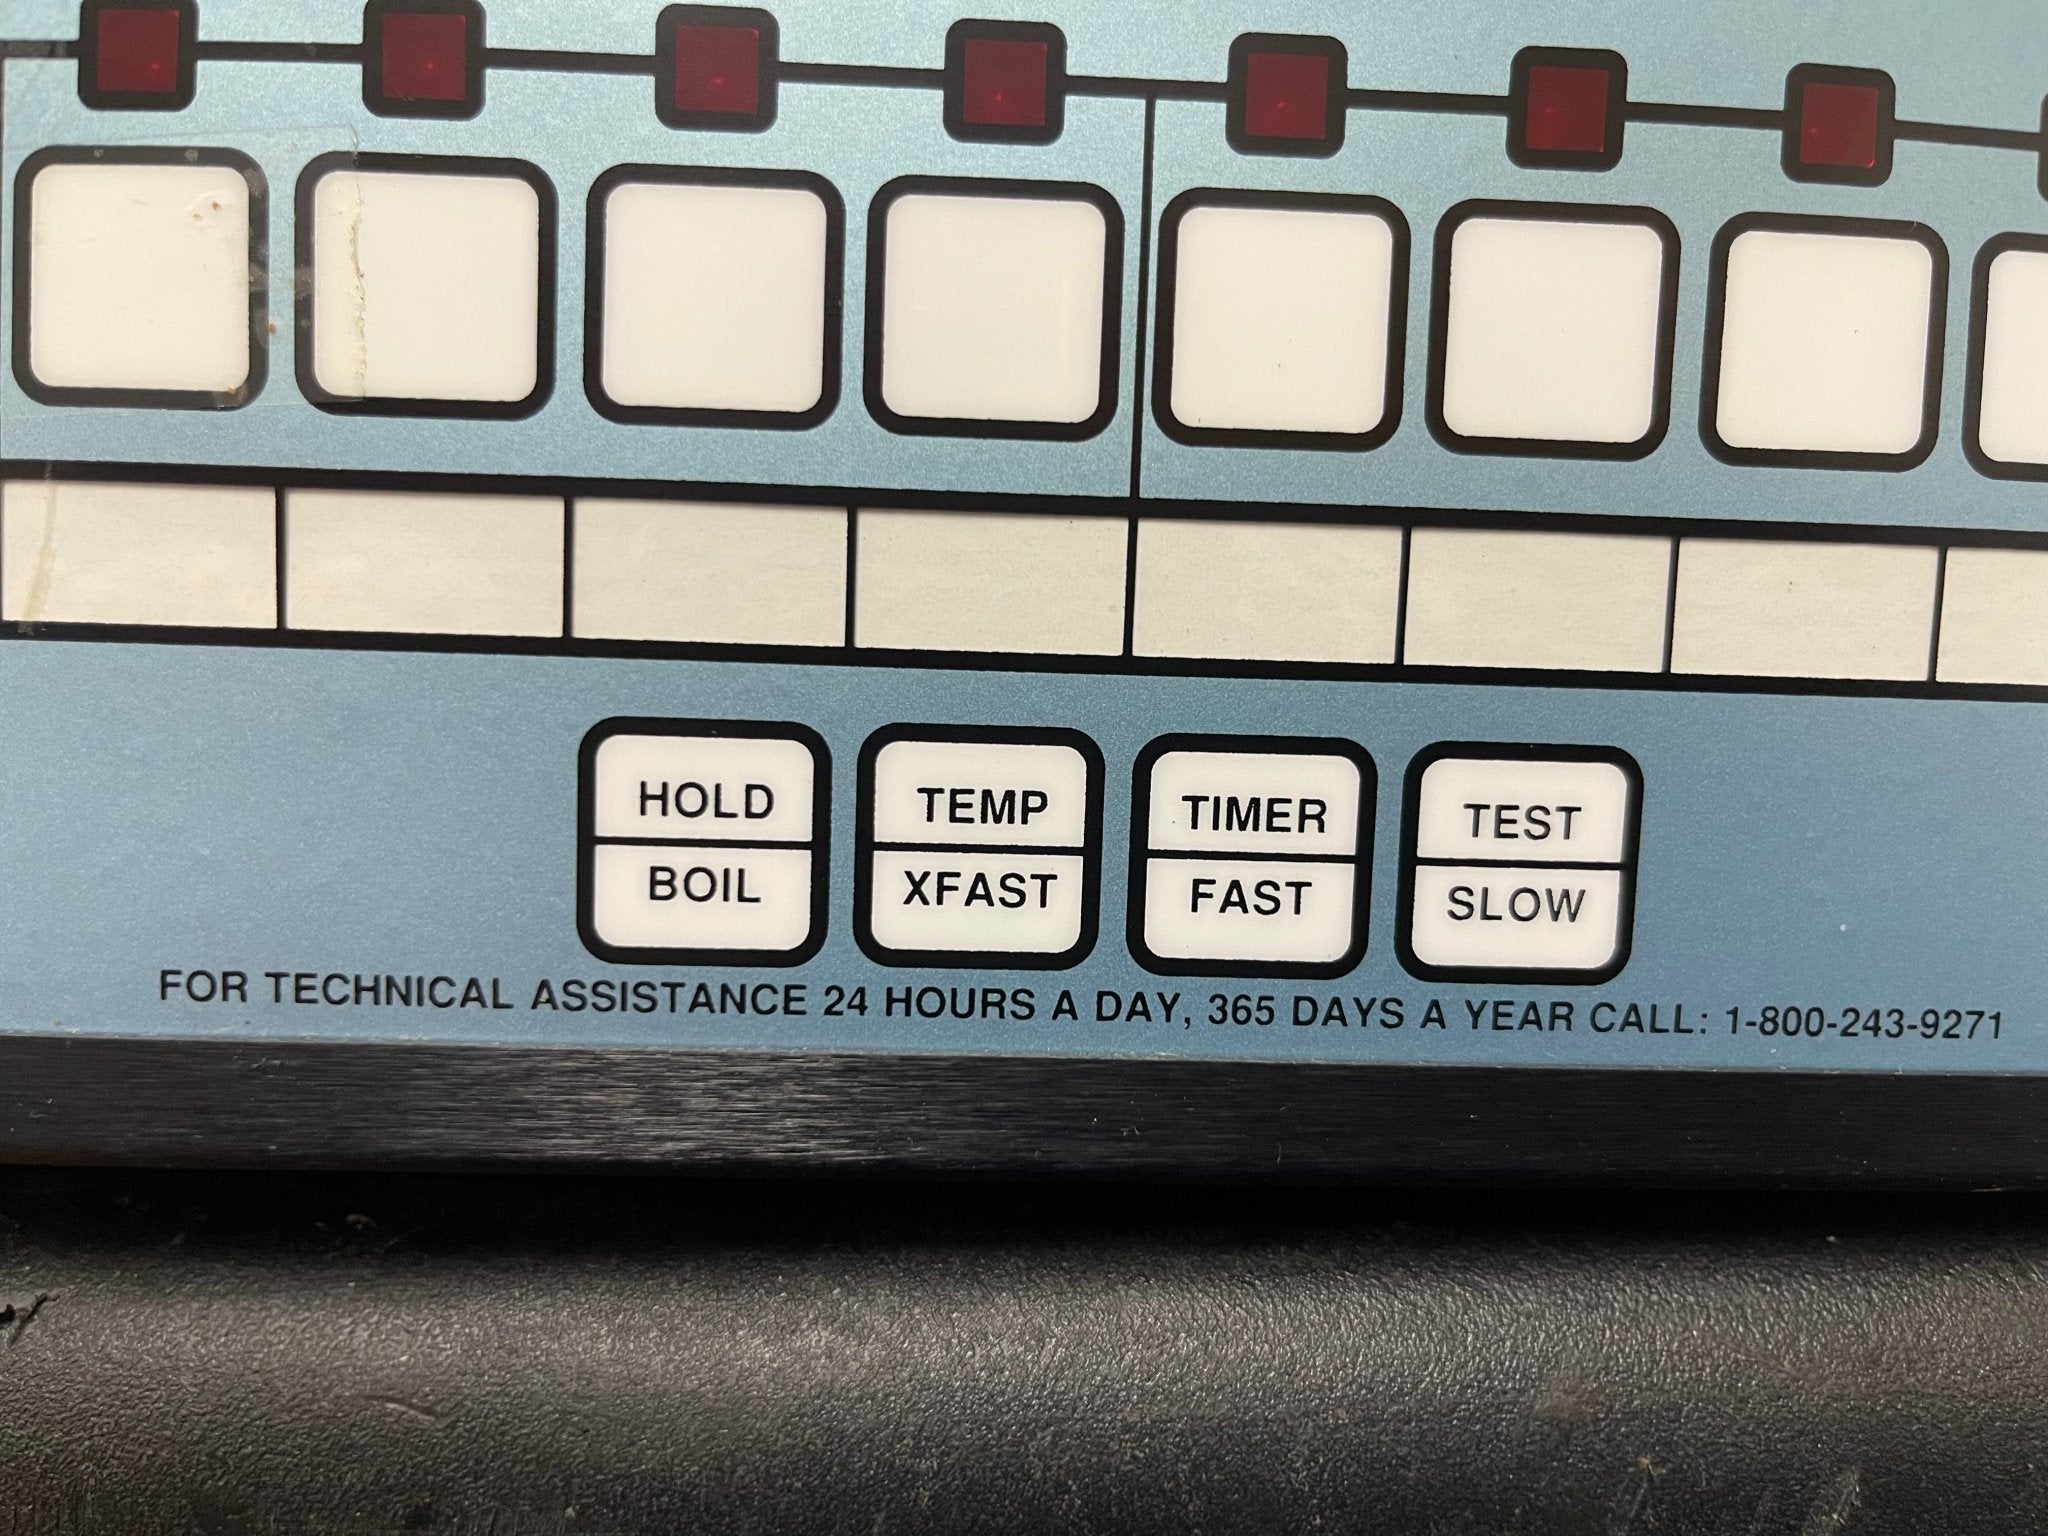 HOLD TEMP TIMER TEST
BOIL XFAST FAST SLOW
FOR TECHNICAL ASSISTANCE 24 HOURS A DAY, 365 DAYS A YEAR CALL: 1-800-243-9271